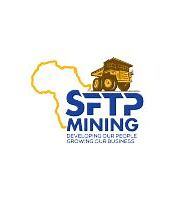 SFTP
MINING
DEVELOPING OUR PEOPLE
GROWING OUR BUSINESS